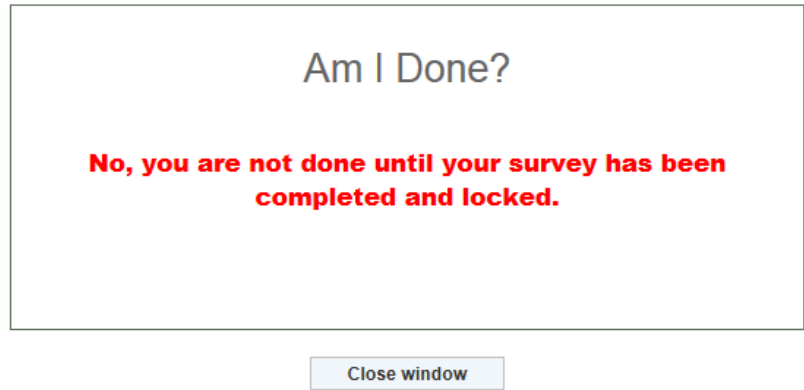 Am I Done?
No, you are not done until your survey has been
completed and locked.
Close window